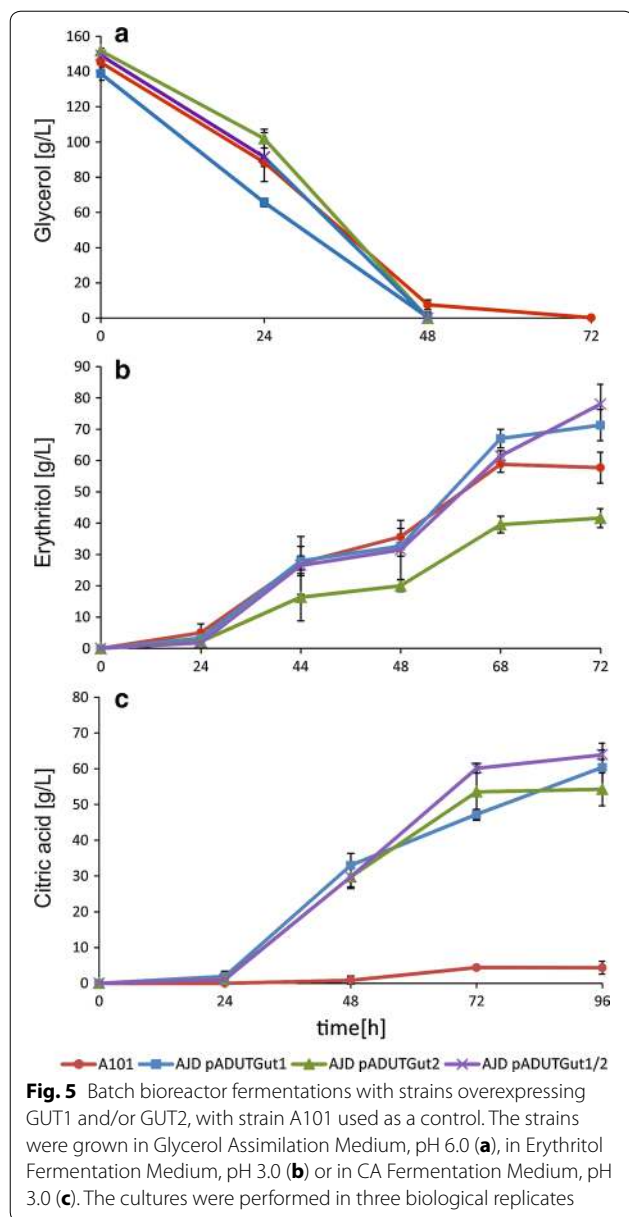 a
Glycerol [g/L]
160
140
120
100
80
60
40
20
0
0 24 48 72
b
Erythritol [g/L]
90
80
70
60
50
40
30
20
10
0
0 24 44 48 68 72
c
Citric acid [g/L]
80
70
60
50
40
30
20
10
0
0 24 48 72 96
time[h]
A101 AJD pADUTGut1 AJD pADUTGut2 AJD pADUTGut1/2
Fig. 5 Batch bioreactor fermentations with strains overexpressing
GUT1 and/or GUT2, with strain A101 used as a control. The strains
were grown in Glycerol Assimilation Medium, pH 6.0 (a), in Erythritol
Fermentation Medium, pH 3.0 (b) or in CA Fermentation Medium, pH
3.0 (c). The cultures were performed in three biological replicates